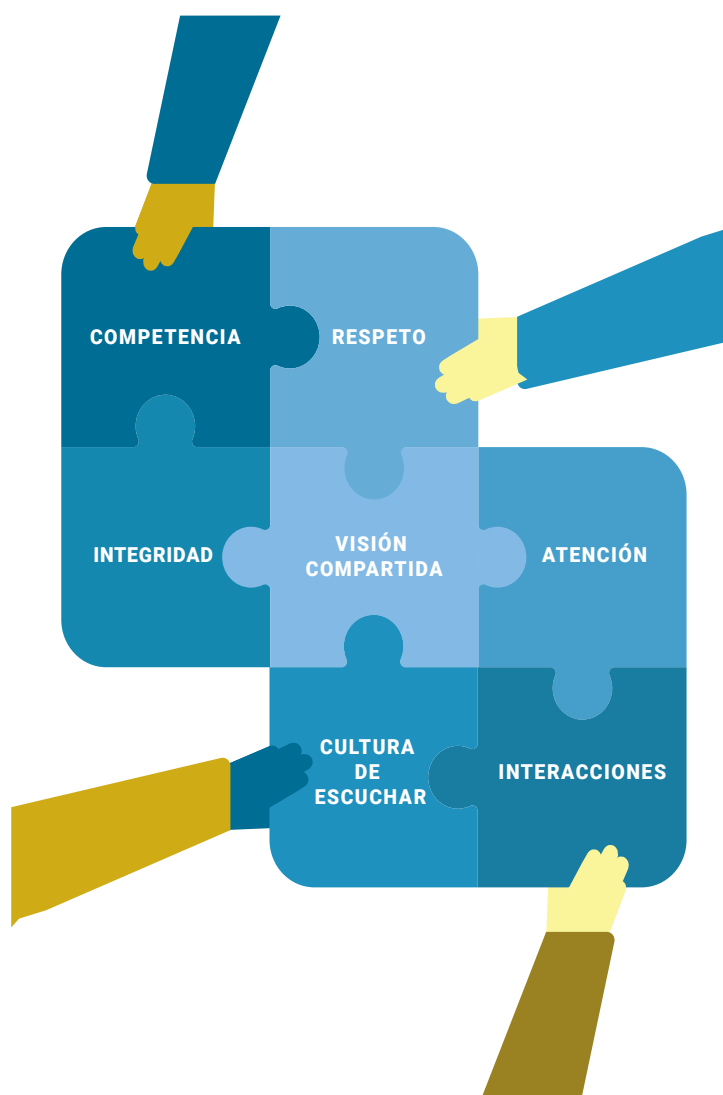 COMPETENCIA
RESPETO
INTEGRIDAD
VISIÓN
COMPARTIDA
ATENCIÓN
CULTURA
DE
ESCUCHAR
INTERACCIONES